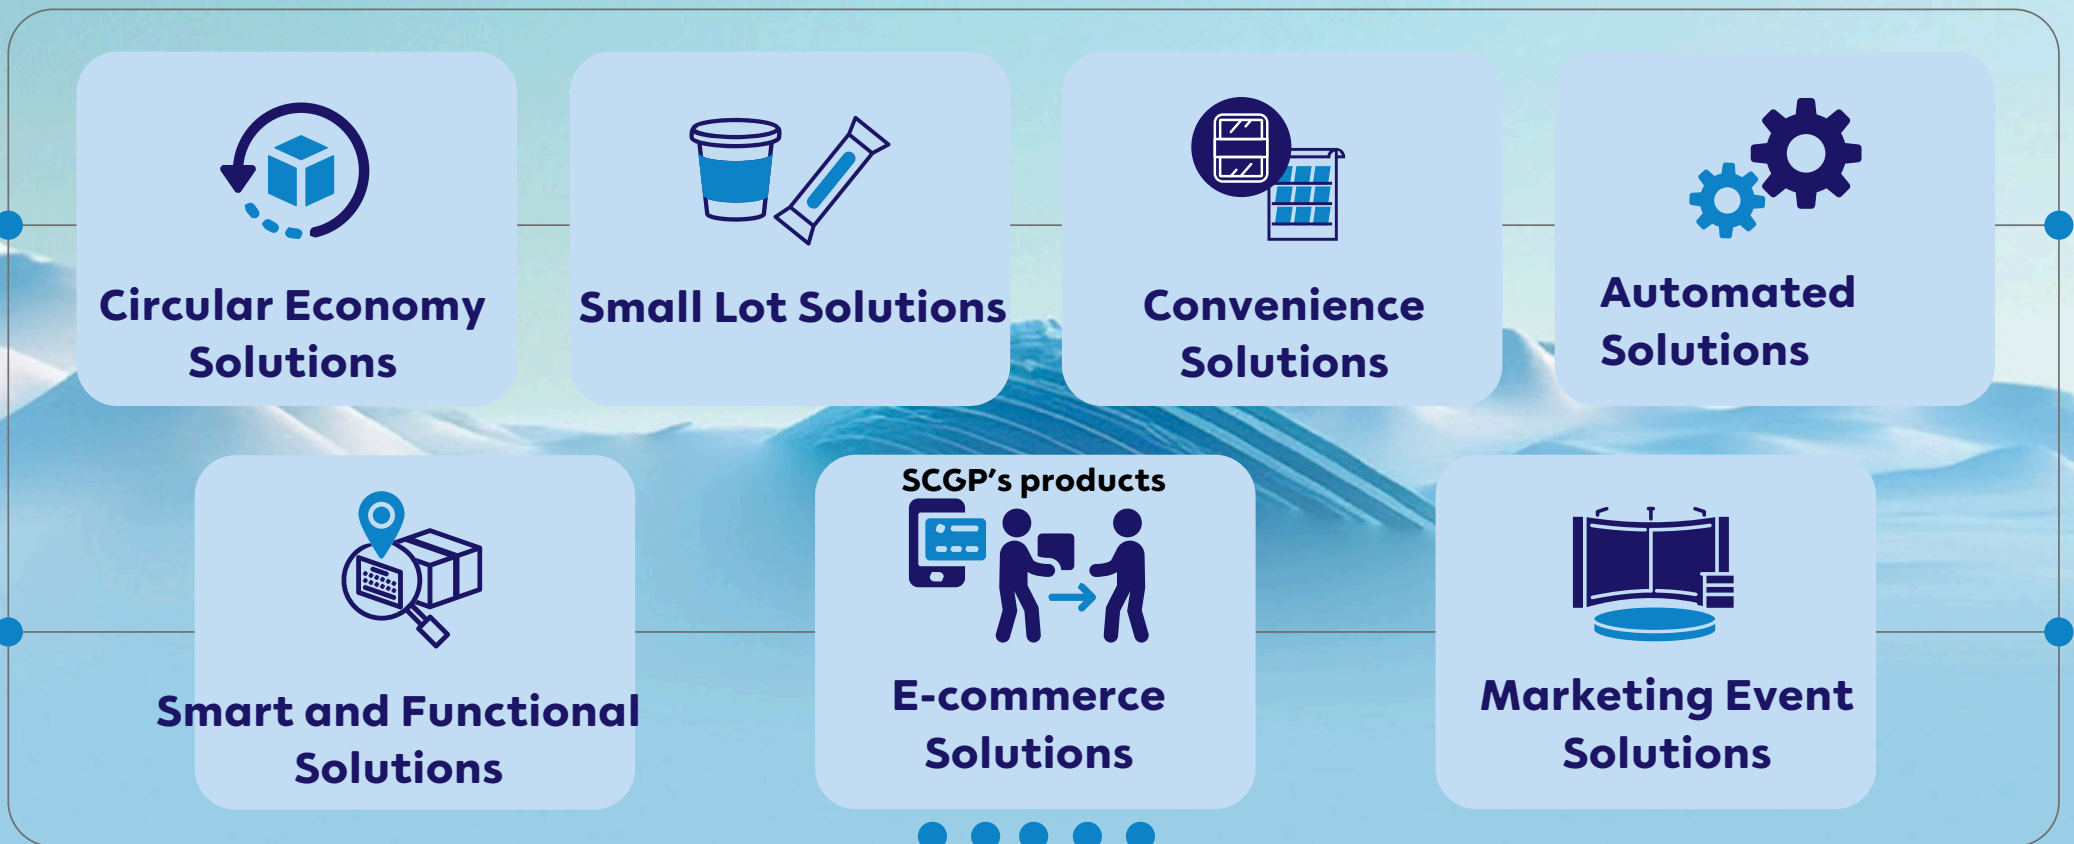 Circular Economy
Solutions
Small Lot Solutions
Convenience
Solutions
Automated
Solutions
Smart and Functional
Solutions
SCGP’s products
E-commerce
Solutions
Marketing Event
Solutions